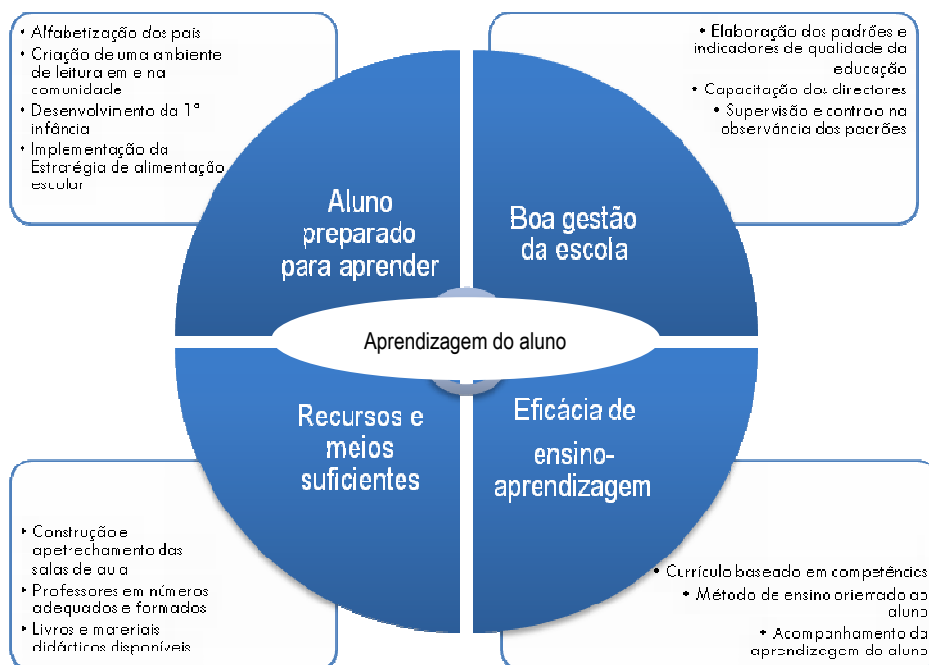 • Alfabetização dos pais
• Criação de uma ambiente
de leitura em e na
comunidade
• Desenvolvimento da 1ª
infância
• Implementação da
Estratégia de alimentação
escolar
• Elaboração dos padrões e
indicadores de qualidade da
educação
• Capacitação dos directores
• Supervisão e controlo na
observância dos padrões
Aluno
preparado
para aprender
Boa gestão
da escola
Aprendizagem do aluno
Recursos e
meios
suficientes
Eficácia de
ensino-
aprendizagem
• Construção e
apetrechamento das
salas de aula
• Professores em números
adequados e formados
• Livros e materiais
didácticos disponíveis
• Currículo baseado em competências
• Método de ensino orientado ao
aluno
• Acompanhamento da
aprendizagem do aluno